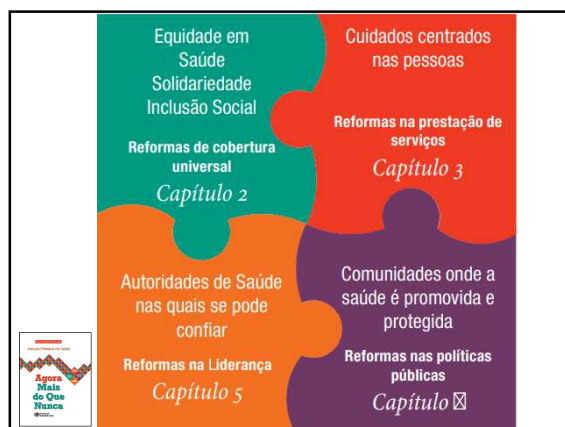 Equidade em
Saúde
Solidariedade
Inclusão Social
Reformas de cobertura
universal
Capítulo 2
Cuidados centrados
nas pessoas
Reformas na prestação de
serviços
Capítulo 3
Autoridades de Saúde
nas quais se pode
confiar
Reformas na Liderança
Capítulo 5
Comunidades onde a
saúde é promovida e
protegida
Reformas nas políticas
públicas
Capítulo
Agora
Mais
do Que
Nunca